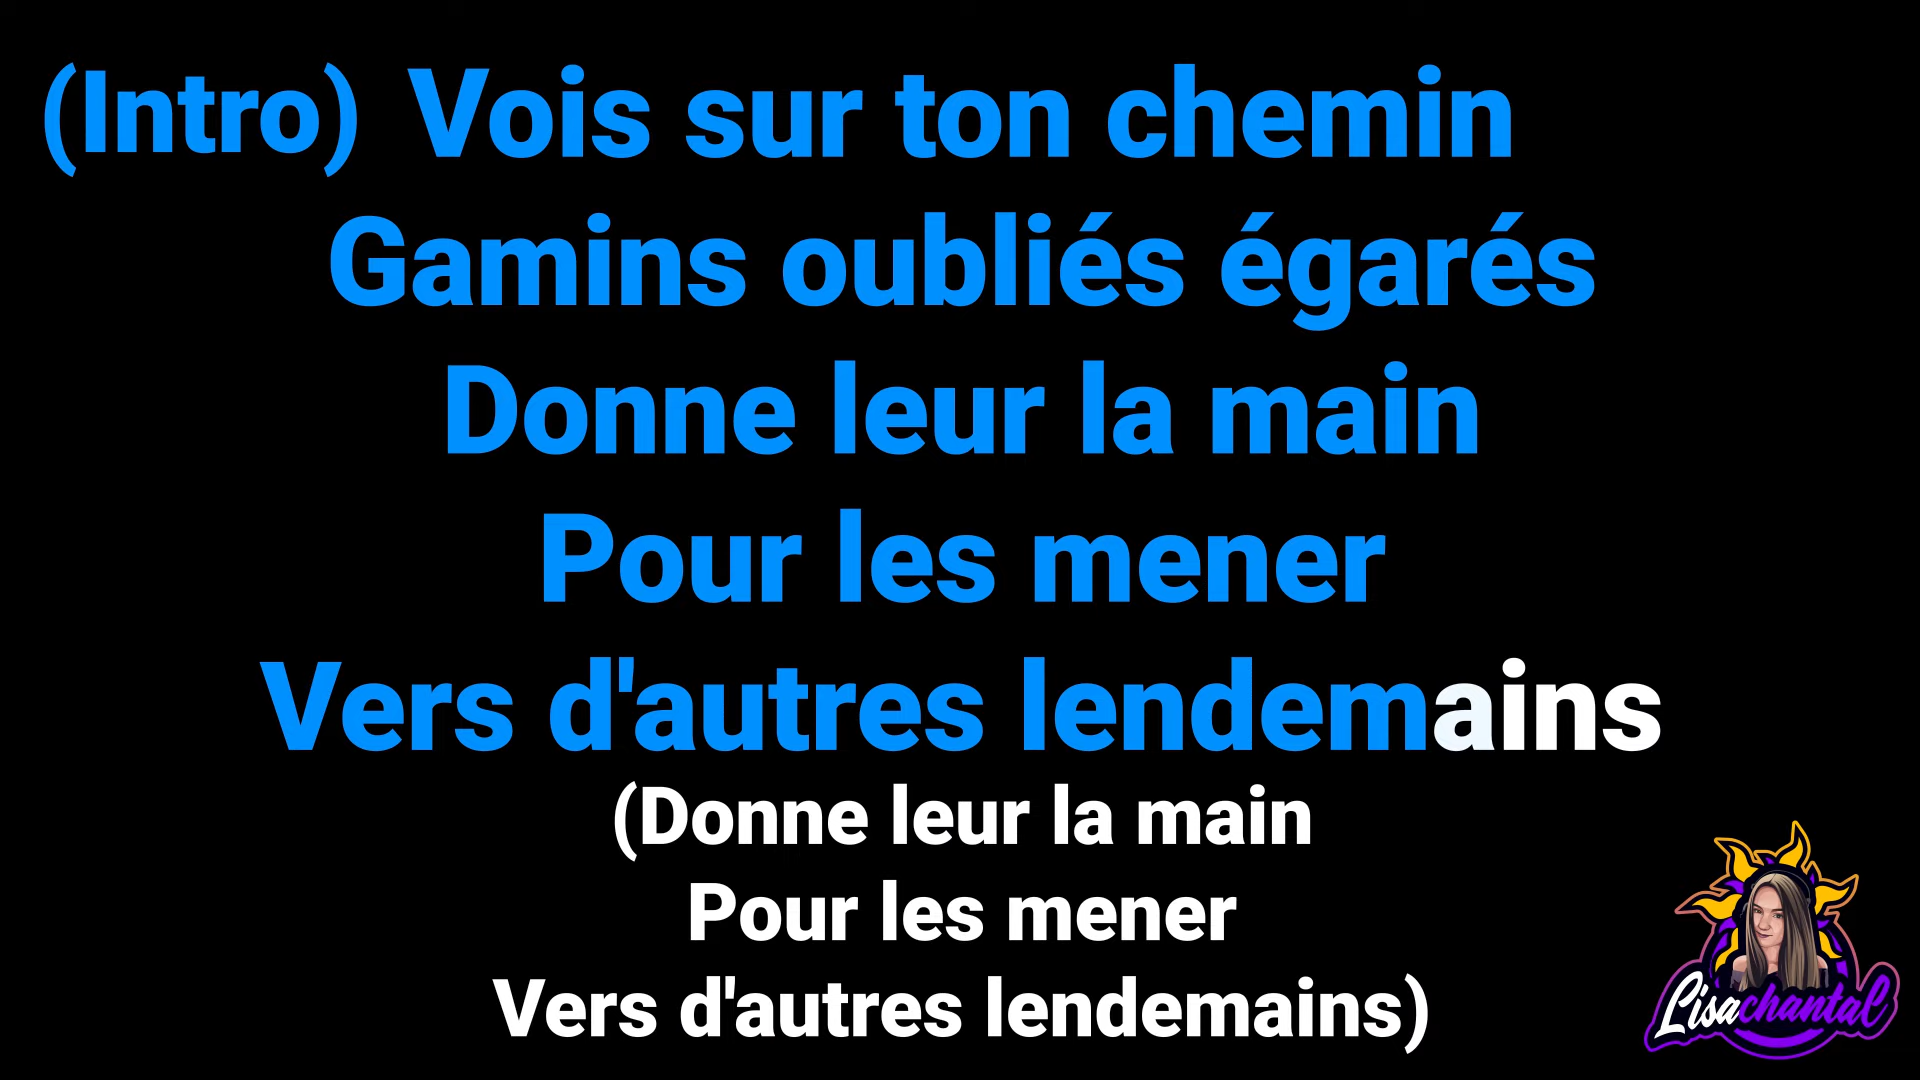 (Intro) Vois sur ton chemin
Gamins oubliés égarés
Donne leur la main
Pour les mener
Vers d'autres lendemains
(Donne leur la main
Pour les mener
Vers d'autres lendemains)
Lisachantal